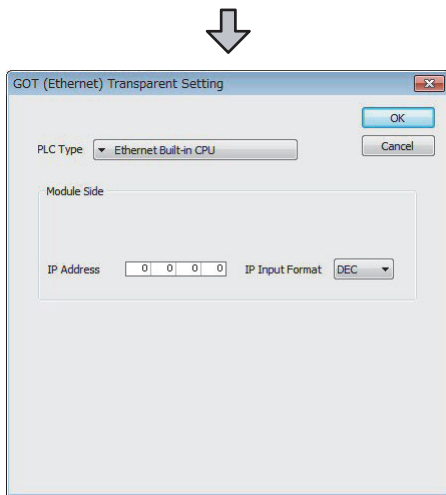 GOT (Ethernet) Transparent Setting
OK
PLC Type Ethernet Built-in CPU Cancel
Module Side
IP Address 0 0 0 0 IP Input Format DEC